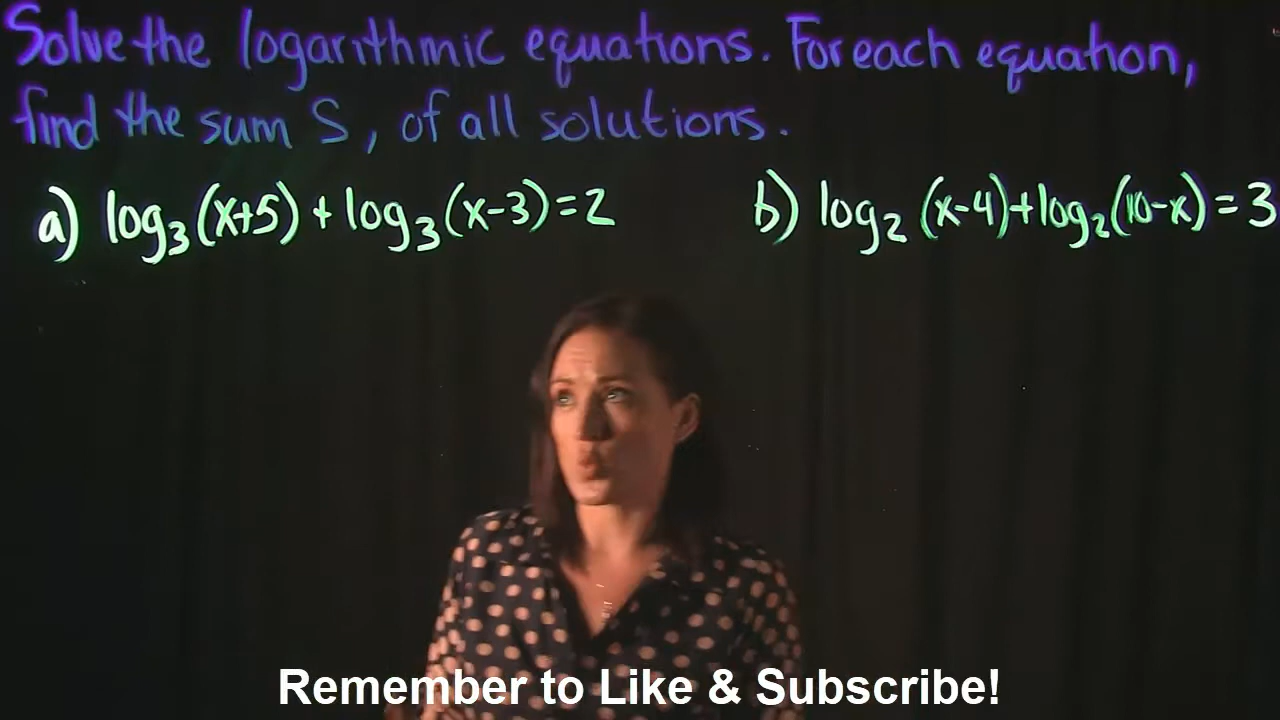 Solve the logarithmic equations. For each equation,
find the sum S, of all solutions.
a) log₃(x+5) + log₃(x-3)=2
b) log₂(x-4)+log₂(10-x)=3
Remember to Like & Subscribe!